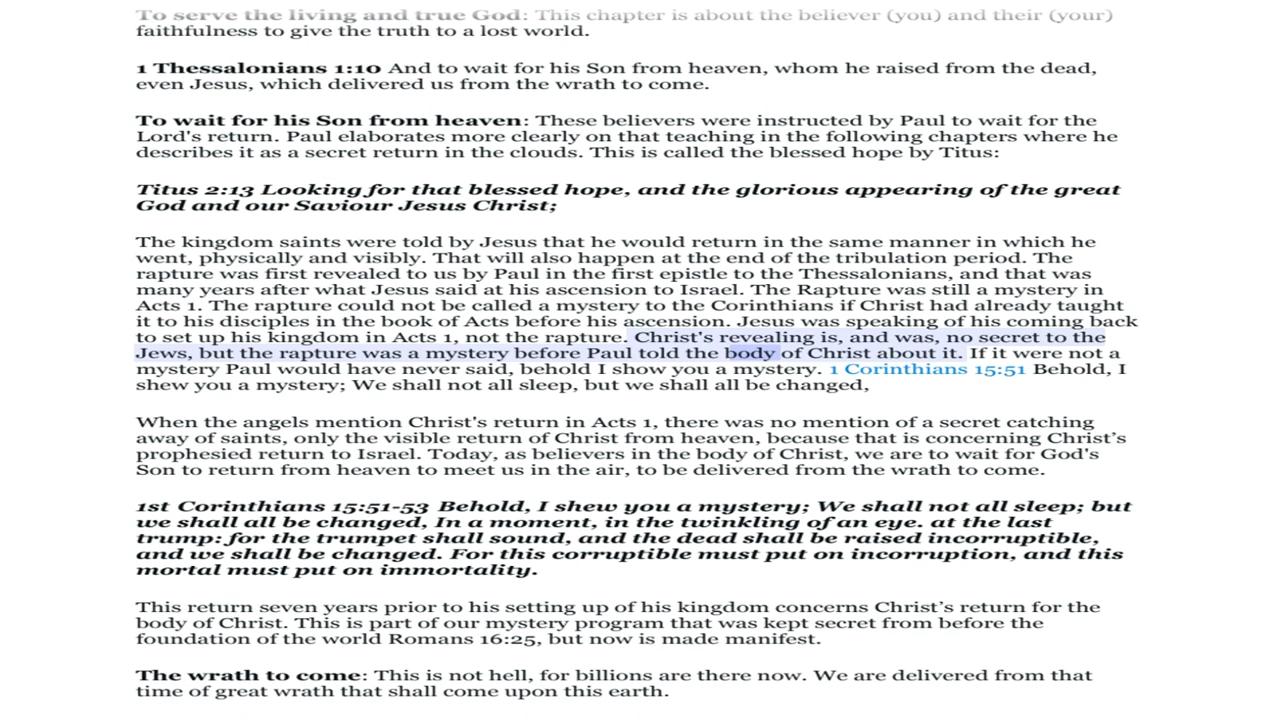 To serve the living and true God: This chapter is about the believer (you) and their (your)
faithfulness to give the truth to a lost world.
1 Thessalonians 1:10 And to wait for his Son from heaven, whom he raised from the dead,
even Jesus, which delivered us from the wrath to come.
To wait for his Son from heaven: These believers were instructed by Paul to wait for the
Lord's return. Paul elaborates more clearly on that teaching in the following chapters where he
describes it as a secret return in the clouds. This is called the blessed hope by Titus:
Titus 2:13 Looking for that blessed hope, and the glorious appearing of the great
God and our Saviour Jesus Christ;
The kingdom saints were told by Jesus that he would return in the same manner in which he
went, physically and visibly. That will also happen at the end of the tribulation period. The
rapture was first revealed to us by Paul in the first epistle to the Thessalonians, and that was
many years after what Jesus said at his ascension to Israel. The Rapture was still a mystery in
Acts 1. The rapture could not be called a mystery to the Corinthians if Christ had already taught
it to his disciples in the book of Acts before his ascension. Jesus was speaking of his coming back
to set up his kingdom in Acts 1, not the rapture. Christ's revealing is, and was, no secret to the
Jews, but the rapture was a mystery before Paul told the body of Christ about it. If it were not a
mystery Paul would have never said, behold I show you a mystery. 1 Corinthians 15:51 Behold, I
shew you a mystery; We shall not all sleep, but we shall all be changed,
When the angels mention Christ's return in Acts 1, there was no mention of a secret catching
away of saints, only the visible return of Christ from heaven, because that is concerning Christ’s
prophesied return to Israel. Today, as believers in the body of Christ, we are to wait for God's
Son to return from heaven to meet us in the air, to be delivered from the wrath to come.
1st Corinthians 15:51-53 Behold, I shew you a mystery; We shall not all sleep; but
we shall all be changed, In a moment, in the twinkling of an eye. at the last
trump: for the trumpet shall sound, and the dead shall be raised incorruptible,
and we shall be changed. For this corruptible must put on incorruption, and this
mortal must put on immortality.
This return seven years prior to his setting up of his kingdom concerns Christ’s return for the
body of Christ. This is part of our mystery program that was kept secret from before the
foundation of the world Romans 16:25, but now is made manifest.
The wrath to come: This is not hell, for billions are there now. We are delivered from that
time of great wrath that shall come upon this earth.